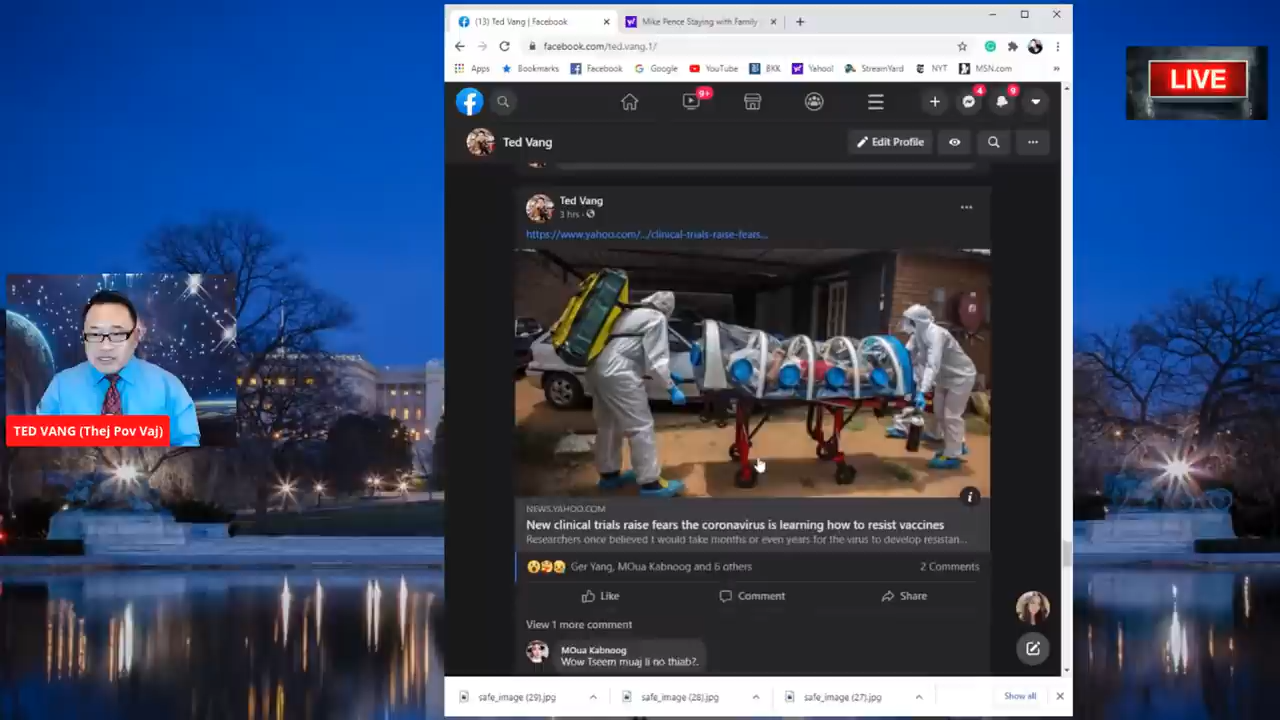 (13) Ted Vang | Facebook
Mike Pence Staying with Family
facebook.com/ted.vang.1/
Apps
Bookmarks
Facebook
Google
YouTube
BKK
Yahoo!
StreamYard
NYT
MSN.com
LIVE
9+
4
9
Ted Vang
Edit Profile
Ted Vang
3 hrs
https://www.yahoo.com/.../clinical-trials-raise-fears...
NEWS.YAHOO.COM
New clinical trials raise fears the coronavirus is learning how to resist vaccines
Researchers once believed t would take months or even years for the virus to develop resistan...
Ger Yang, MOua Kabnoog and 6 others
2 Comments
Like
Comment
Share
View 1 more comment
MOua Kabnoog
Wow Tseem muaj li no thiab?.
TED VANG (Thej Pov Vaj)
safe_image (29).jpg
safe_image (28).jpg
safe_image (27).jpg
Show all